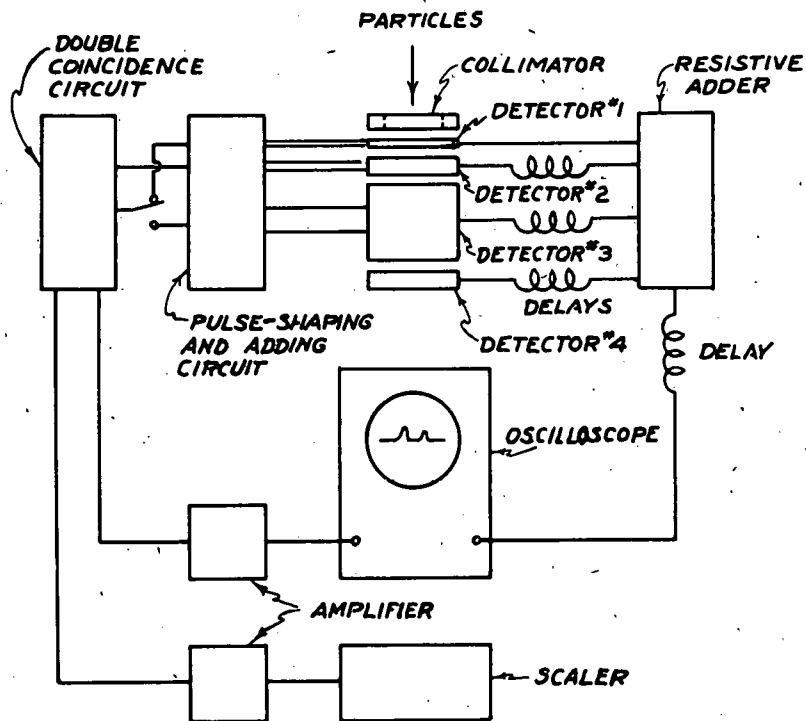 PARTICLES
DOUBLE
COINCIDENCE
CIRCUIT
COLLIMATOR
RESISTIVE
ADDER
DETECTOR #1
DETECTOR #2
DETECTOR #3
DELAYS
DETECTOR #4
PULSE-SHAPING
AND ADDING
CIRCUIT
DELAY
OSCILLOSCOPE
AMPLIFIER
SCALER